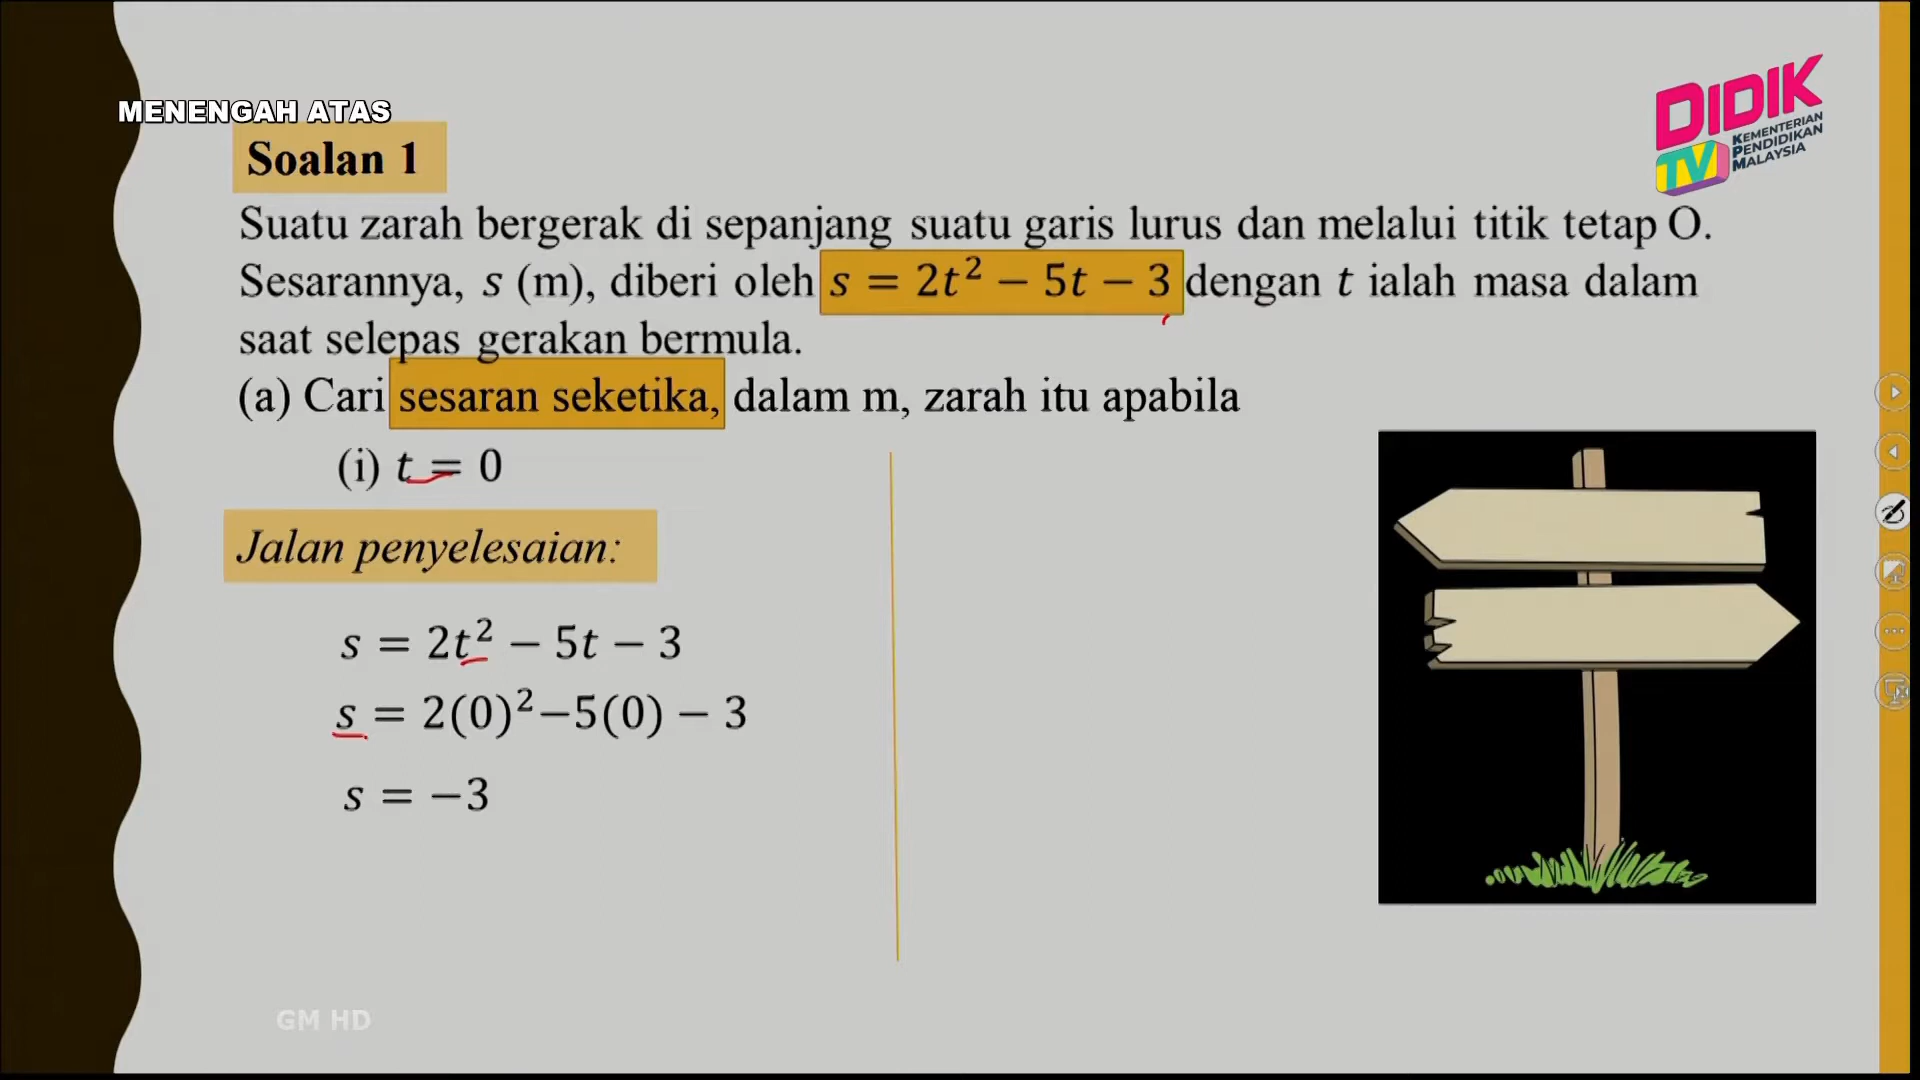 MENENGAH ATAS
DIDIK
TV
KEMENTERIAN
PENDIDIKAN
MALAYSIA
Soalan 1
Suatu zarah bergerak di sepanjang suatu garis lurus dan melalui titik tetap O.
Sesarannya, s (m), diberi oleh s = 2t² − 5t − 3 dengan t ialah masa dalam
saat selepas gerakan bermula.
(a) Cari sesaran seketika, dalam m, zarah itu apabila
(i) t = 0
Jalan penyelesaian:
s = 2t² − 5t − 3
s = 2(0)²−5(0) − 3
s = −3
GM HD